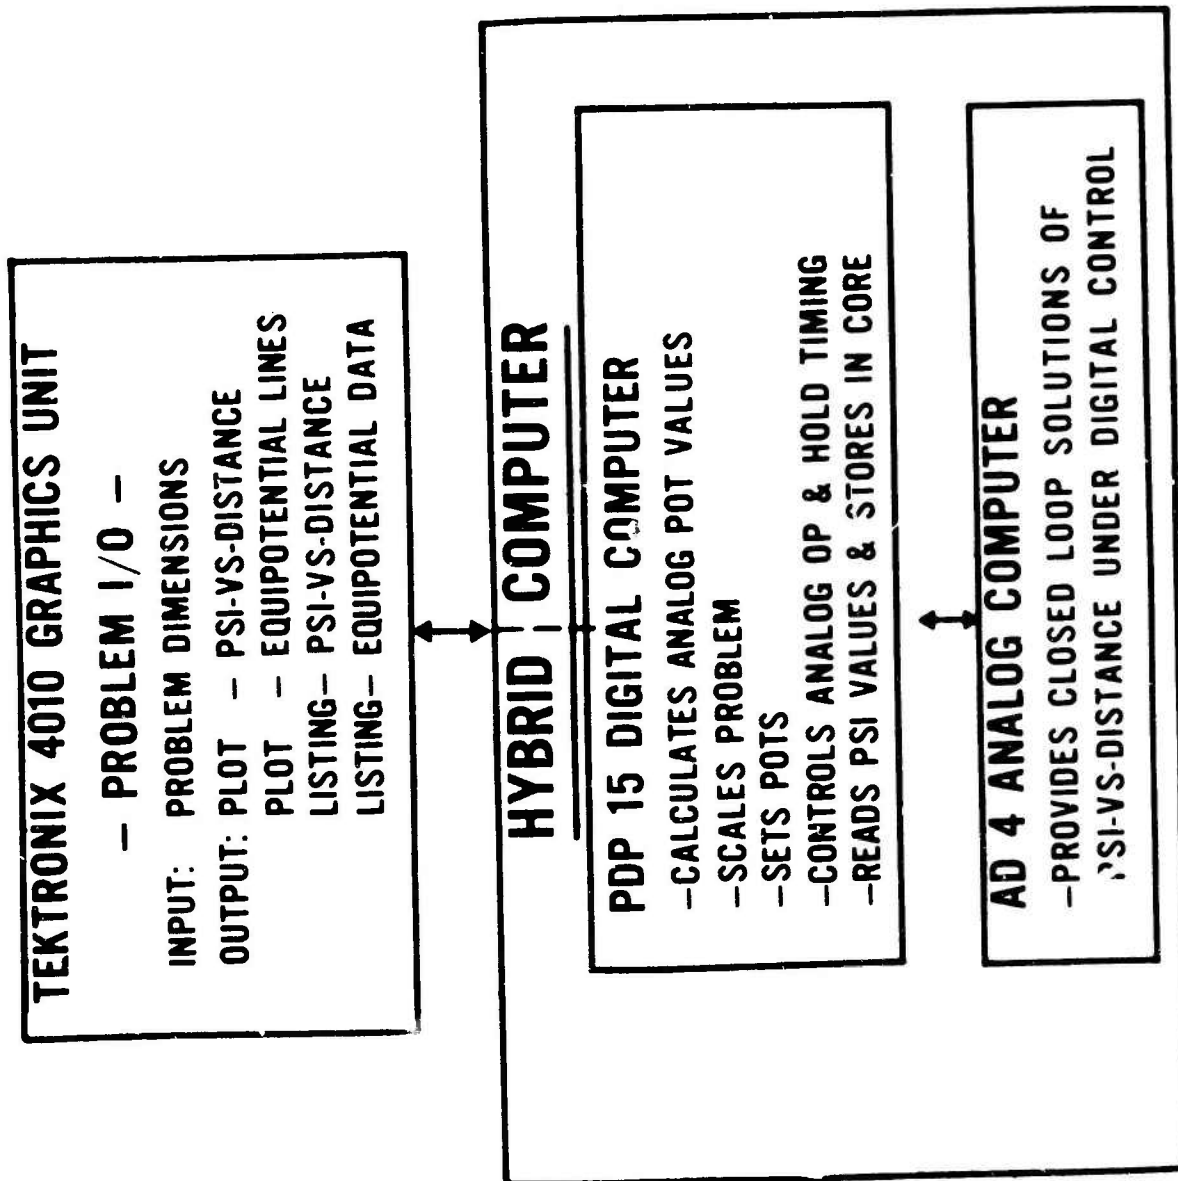 TEKTRONIX 4010 GRAPHICS UNIT
– PROBLEM I/O –
INPUT: PROBLEM DIMENSIONS
OUTPUT: PLOT – PSI-VS-DISTANCE
PLOT – EQUIPOTENTIAL LINES
LISTING– PSI-VS-DISTANCE
LISTING– EQUIPOTENTIAL DATA
HYBRID COMPUTER
PDP 15 DIGITAL COMPUTER
–CALCULATES ANALOG POT VALUES
–SCALES PROBLEM
–SETS POTS
–CONTROLS ANALOG OP & HOLD TIMING
–READS PSI VALUES & STORES IN CORE
AD 4 ANALOG COMPUTER
–PROVIDES CLOSED LOOP SOLUTIONS OF
PSI-VS-DISTANCE UNDER DIGITAL CONTROL